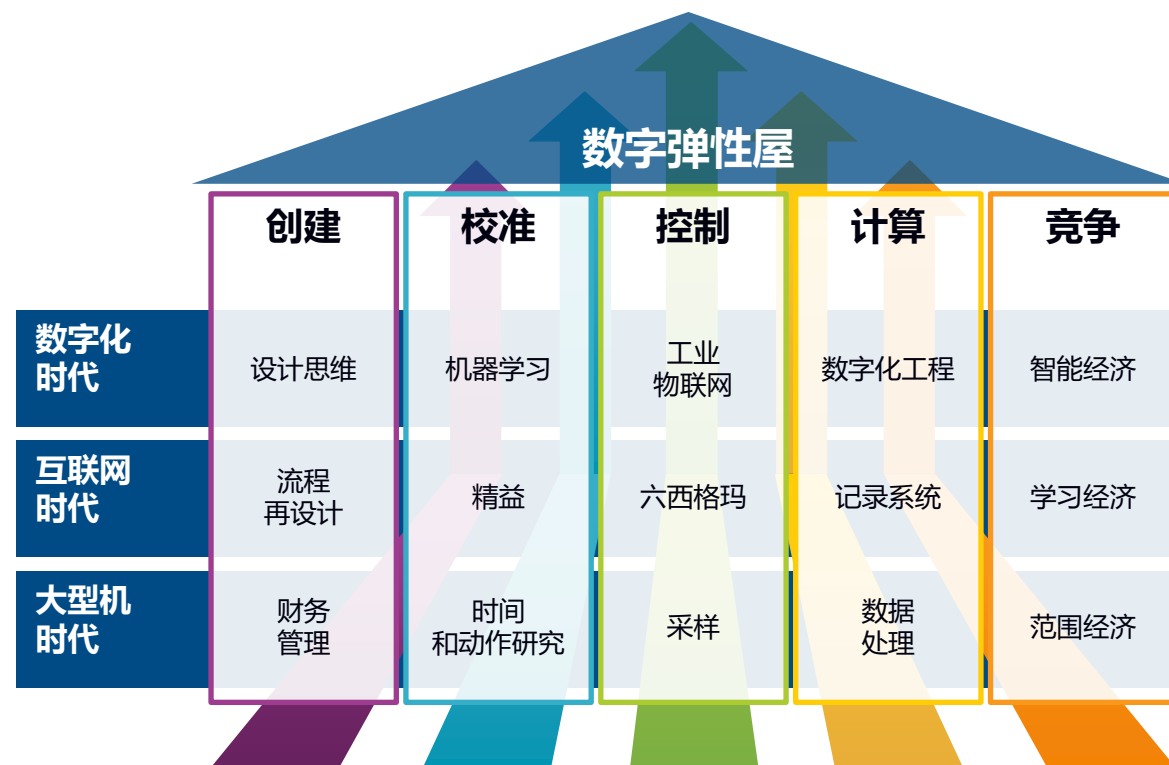 数字弹性屋
创建
校准
控制
计算
竞争
数字化
时代
设计思维
机器学习
工业
物联网
数字化工程
智能经济
互联网
时代
流程
再设计
精益
六西格玛
记录系统
学习经济
大型机
时代
财务
管理
时间
和动作研究
采样
数据
处理
范围经济